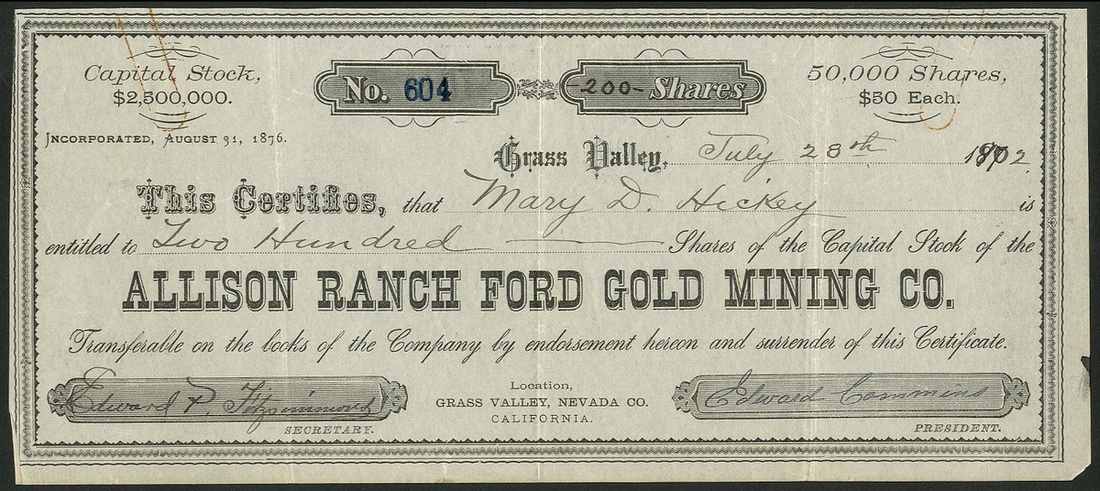 Capital Stock,
$2,500,000.
No. 604
-200- Shares
50,000 Shares,
$50 Each.
INCORPORATED, AUGUST 31, 1876.
Grass Valley, July 23th
This Certifies, that Mary D. Hickey is
entitled to Two Hundred Shares of the Capital Stock of the
ALLISON RANCH FORD GOLD MINING CO.
Transferable on the books of the Company by endorsement hereon and surrender of this Certificate.
Edward P. Fitzsimmons
SECRETARY.
Location,
GRASS VALLEY, NEVADA CO.
CALIFORNIA.
Edward Commins
PRESIDENT.